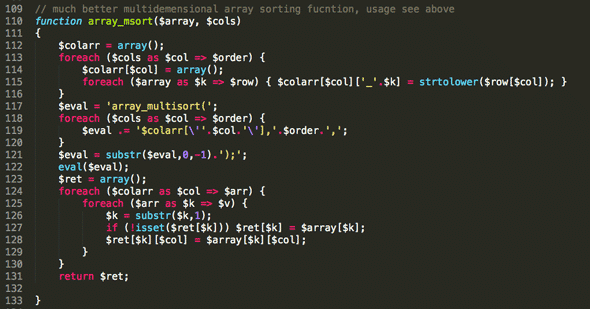 109 // much better multidemensional array sorting fucntion, usage see above
110 function array_msort($array, $cols)
111 {
112 $colarr = array();
113 foreach ($cols as $col => $order) {
114 $colarr[$col] = array();
115 foreach ($array as $k => $row) { $colarr[$col]['_'.$k] = strtolower($row[$col]); }
116 }
117 $eval = 'array_multisort(';
118 foreach ($cols as $col => $order) {
119 $eval .= '$colarr[\''.$col.'\'],'.$order.',';
120 }
121 $eval = substr($eval,0,-1).');';
122 eval($eval);
123 $ret = array();
124 foreach ($colarr as $col => $arr) {
125 foreach ($arr as $k => $v) {
126 $k = substr($k,1);
127 if (!isset($ret[$k])) $ret[$k] = $array[$k];
128 $ret[$k][$col] = $array[$k][$col];
129 }
130 }
131 return $ret;
132
133 }